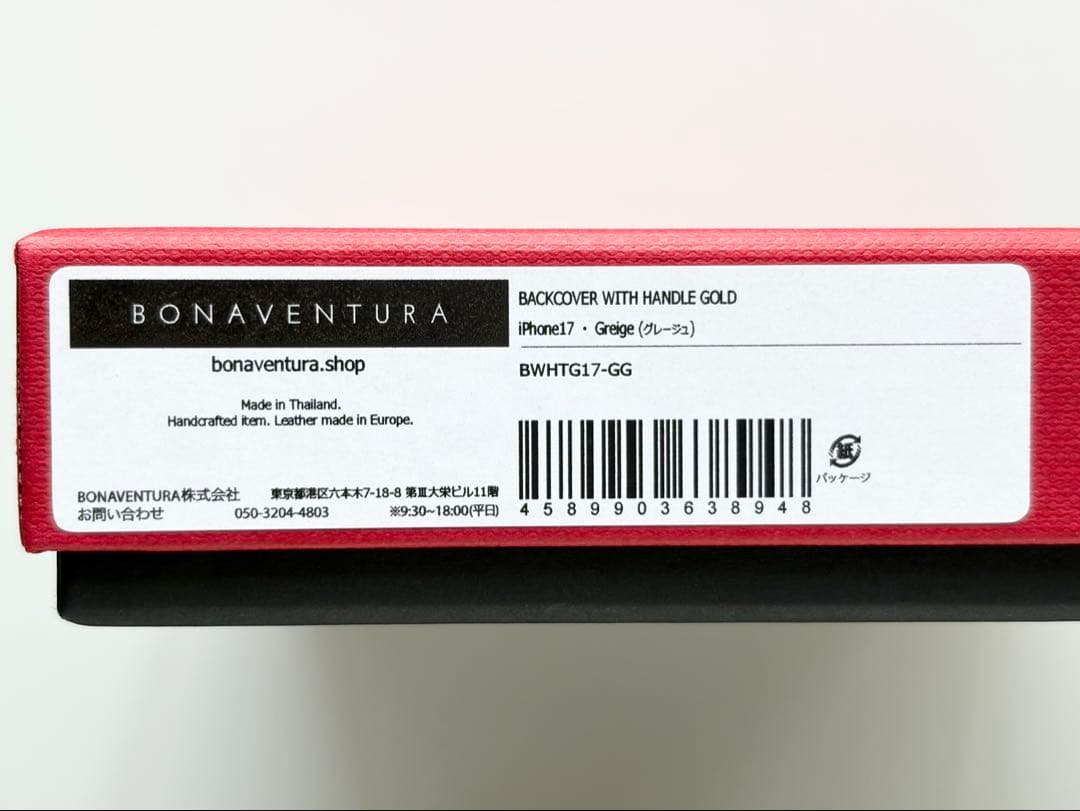 BONAVENTURA
bonaventura.shop
Made in Thailand.
Handcrafted item. Leather made in Europe.
BONAVENTURA株式会社 東京都港区六本木7-18-8 第Ⅲ大栄ビル11階
お問い合わせ 050-3204-4803 ※9:30~18:00(平日)
BACKCOVER WITH HANDLE GOLD
iPhone17・Greige (グレージュ)
BWHTG17-GG
4589903638948
紙
パッケージ